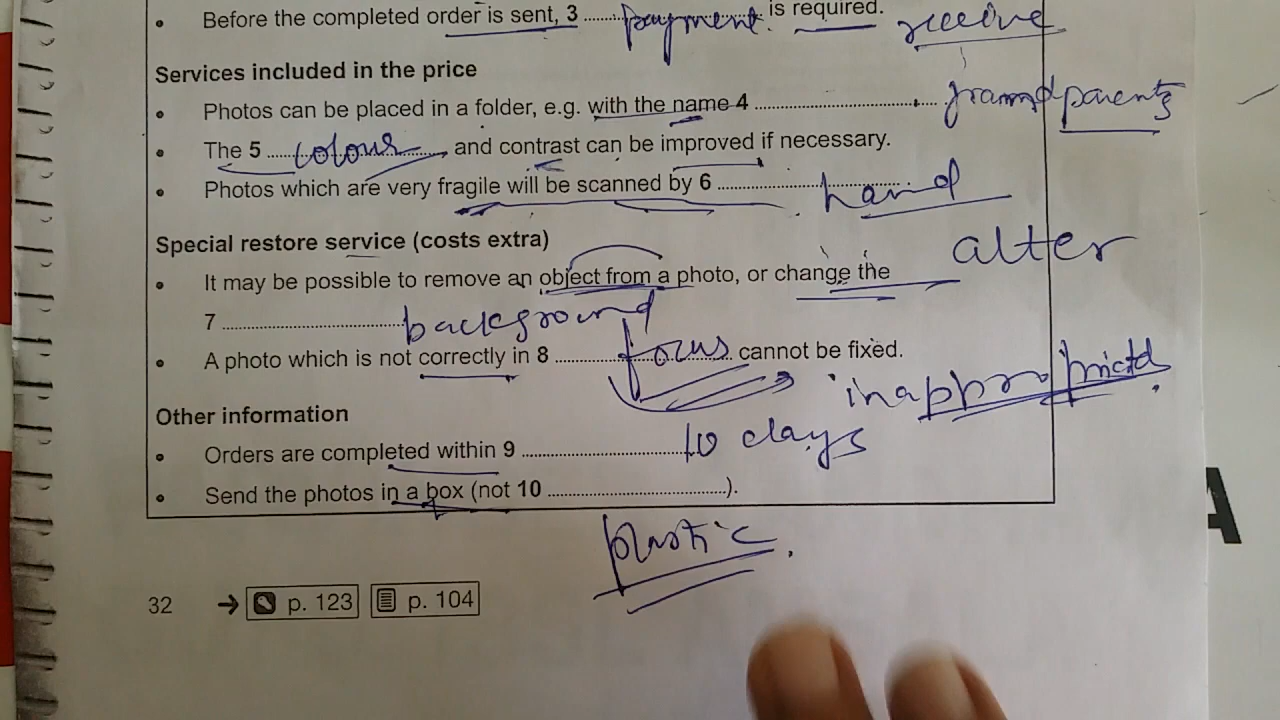 • Before the completed order is sent, 3 ........ payment. is required. receive
Services included in the price
• Photos can be placed in a folder, e.g. with the name 4 ........ grandparents
• The 5 ........ colour ........, and contrast can be improved if necessary.
• Photos which are very fragile will be scanned by 6 ........ hand
Special restore service (costs extra)
• It may be possible to remove an object from a photo, or change the alter
7 ........ background
• A photo which is not correctly in 8 ........ focus ........ cannot be fixed.
Other information
• Orders are completed within 9 ........ 10 days
• Send the photos in a box (not 10 ........).
plastic.
32 → p. 123 p. 104
A